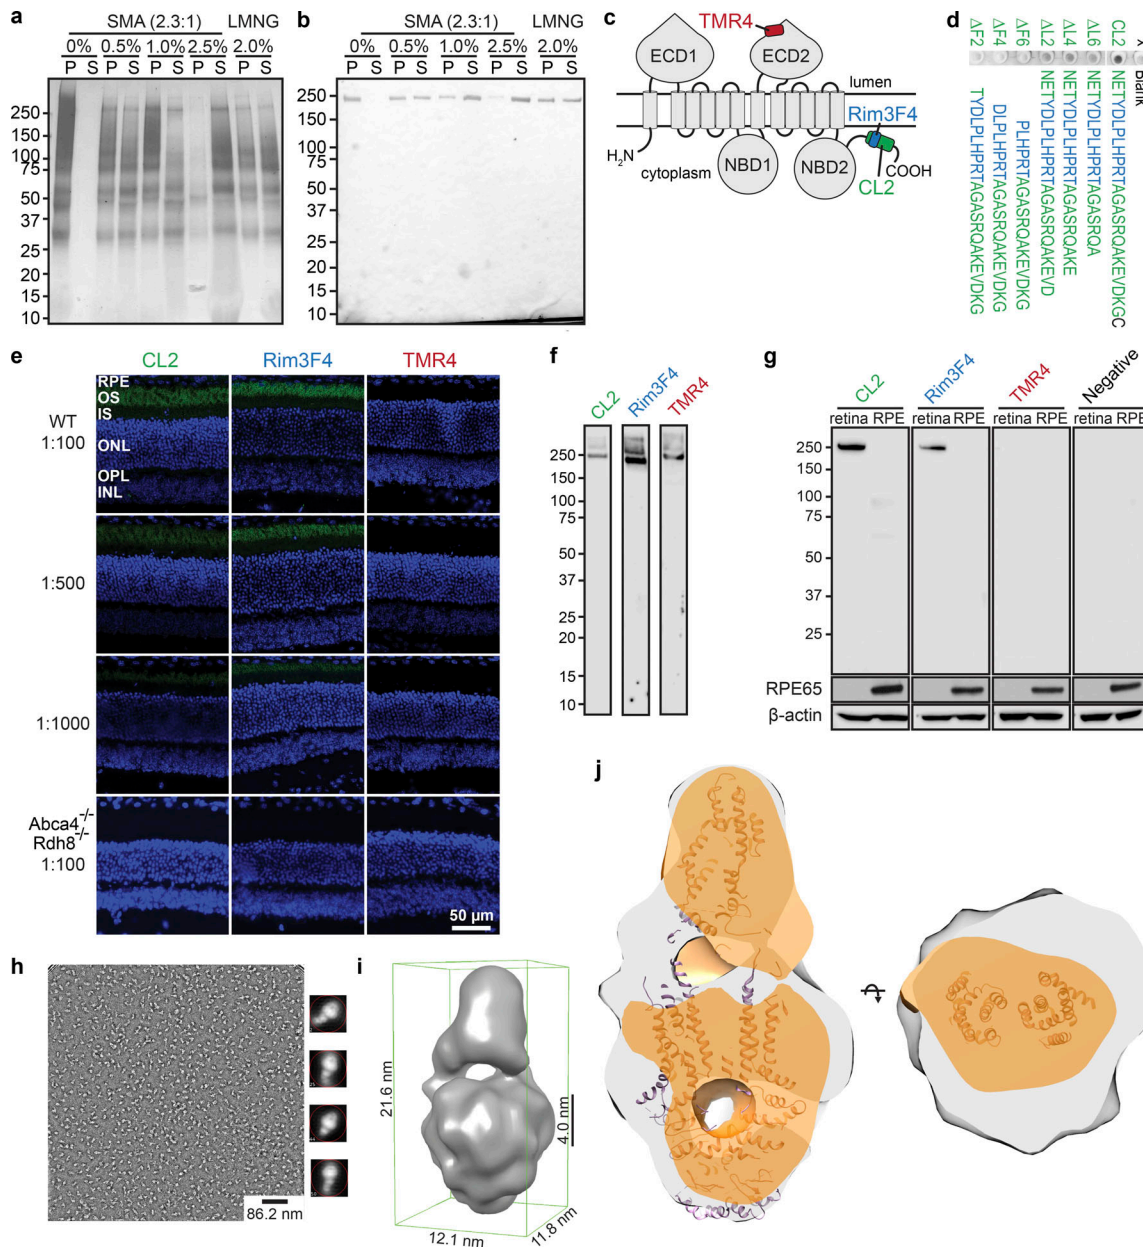 a
SMA (2.3:1) LMNG
0% 0.5% 1.0% 2.5% 2.0%
P S P S P S P S P S
250
150
100
75
50
37
25
20
15
10
b
SMA (2.3:1) LMNG
0% 0.5% 1.0% 2.5% 2.0%
P S P S P S P S P S
250
150
100
75
50
37
25
20
15
10
c
TMR4
ECD1 ECD2
lumen
Rim3F4
H2N
NBD1 NBD2
cytoplasm
COOH
CL2
d
ΔF2 ΔF4 ΔF6 ΔL2 ΔL4 ΔL6 CL2 Blank
TYDLPLHPRTAGASRQAKEVDKG
DLPLHPRTAGASRQAKEVDKG
PLHPRTAGASRQAKEVDKG
NETYDLPLHPRTAGASRQAKEVD
NETYDLPLHPRTAGASRQAKE
NETYDLPLHPRTAGASRQA
NETYDLPLHPRTAGASRQAKEVDKGC
e
CL2 Rim3F4 TMR4
RPE
OS
IS
WT
1:100
ONL
OPL
INL
1:500
1:1000
Abca4-/-
Rdh8-/-
1:100
50 μm
f
CL2 Rim3F4 TMR4
250
150
100
75
50
37
25
20
15
10
g
CL2 Rim3F4 TMR4 Negative
retina RPE retina RPE retina RPE retina RPE
250
150
100
75
50
37
25
RPE65
β-actin
h
86.2 nm
i
21.6 nm
4.0 nm
12.1 nm
11.8 nm
j